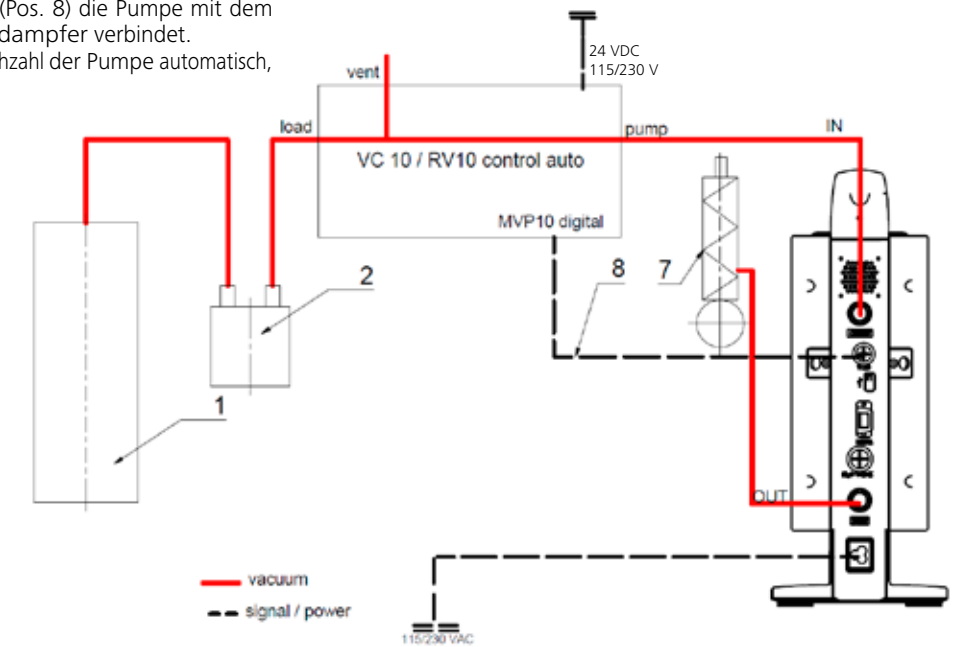 (Pos. 8) die Pumpe mit dem
dampfer verbindet.
hzahl der Pumpe automatisch,
24 VDC
115/230 V
vent
load
pump
IN
VC 10 / RV10 control auto
MVP10 digital
2
8
7
1
OUT
vacuum
signal / power
115/230 VAC